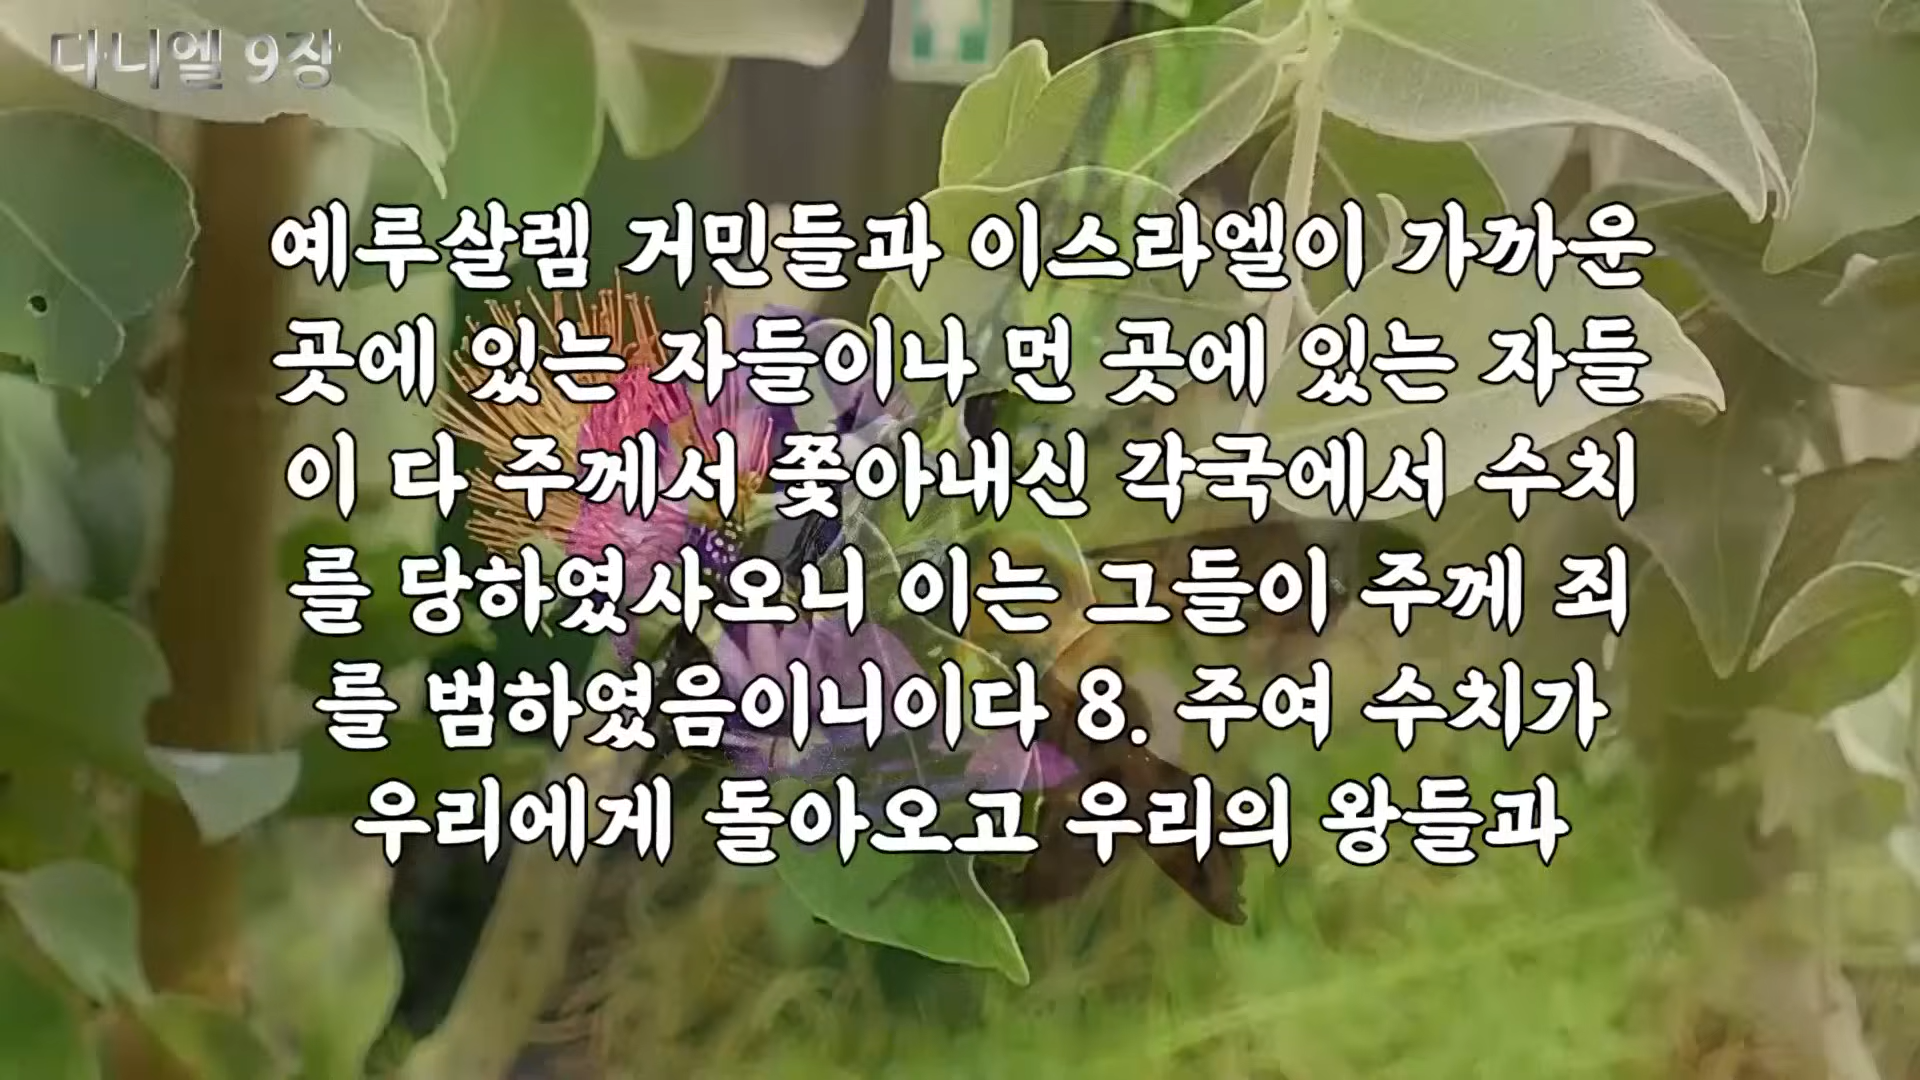 다니엘 9장
예루살렘 거민들과 이스라엘이 가까운
곳에 있는 자들이나 먼 곳에 있는 자들
이 다 주께서 쫓아내신 각국에서 수치
를 당하였사오니 이는 그들이 주께 죄
를 범하였음이니이다 8. 주여 수치가
우리에게 돌아오고 우리의 왕들과